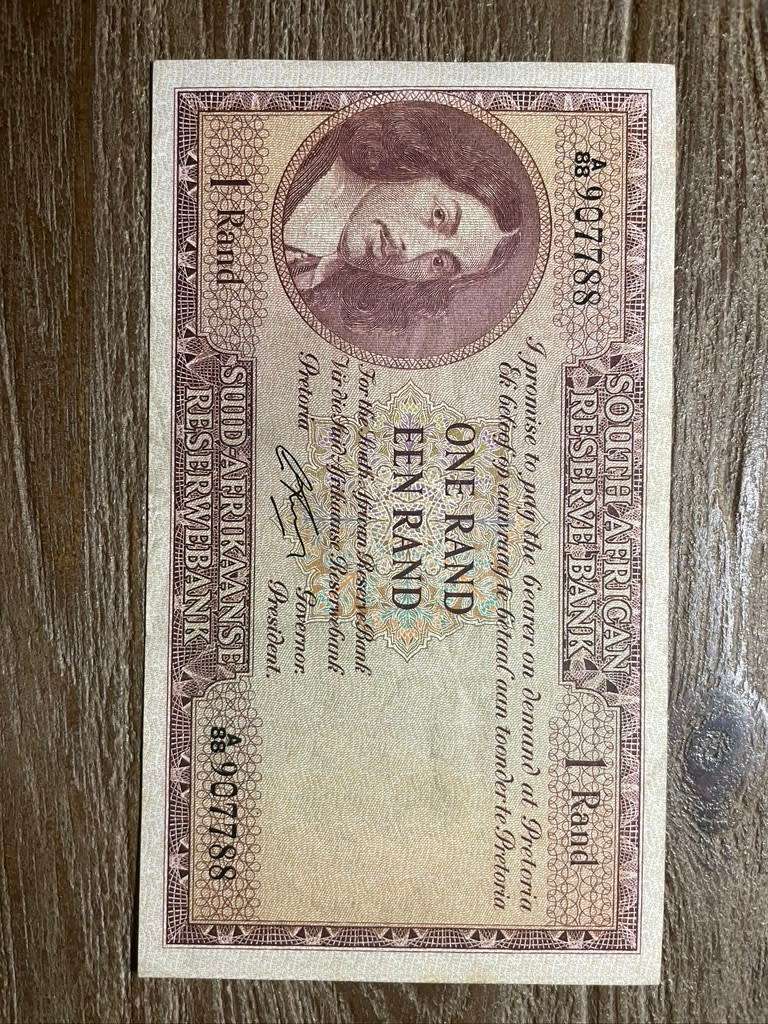 SOUTH AFRICAN
RESERVE BANK
A/88 907788
1 Rand
I promise to pay the bearer on demand at Pretoria
Ek beloof op aanvraag te betaal aan toonder te Pretoria
ONE RAND
EEN RAND
For the South African Reserve Bank
Vir die Suid-Afrikaanse Reserwebank
Pretoria
Governor.
President.
1 Rand
SUID-AFRIKAANSE
RESERWEBANK
A/88 907788